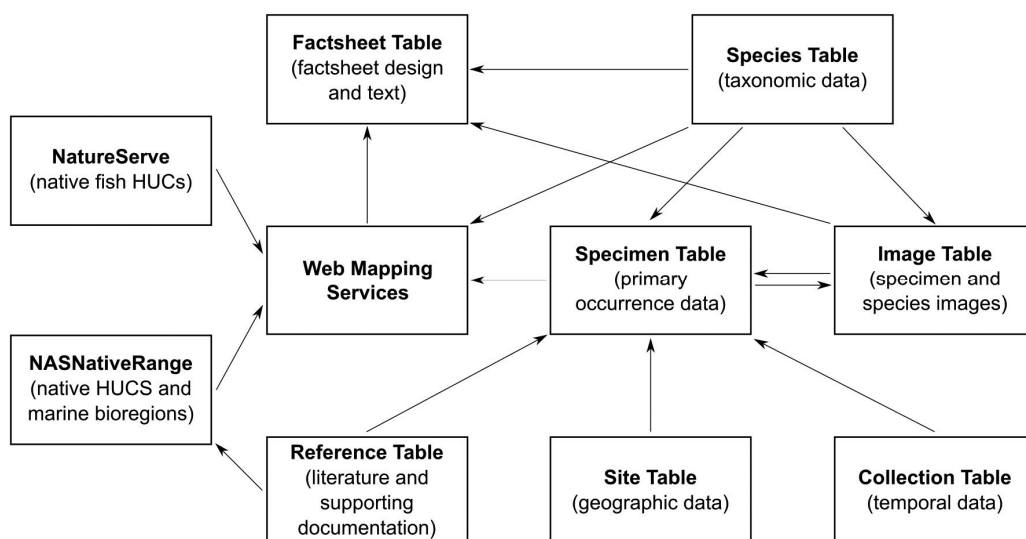 Factsheet Table
(factsheet design
and text)
Species Table
(taxonomic data)
NatureServe
(native fish HUCs)
Web Mapping
Services
Specimen Table
(primary
occurrence data)
Image Table
(specimen and
species images)
NASNativeRange
(native HUCS and
marine bioregions)
Reference Table
(literature and
supporting
documentation)
Site Table
(geographic data)
Collection Table
(temporal data)